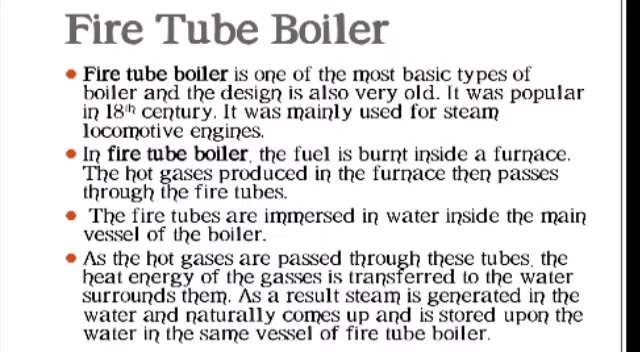 Fire Tube Boiler
• Fire tube boiler is one of the most basic types of
boiler and the design is also very old. It was popular
in 18th century. It was mainly used for steam
locomotive engines.
• In fire tube boiler, the fuel is burnt inside a furnace.
The hot gases produced in the furnace then passes
through the fire tubes.
• The fire tubes are immersed in water inside the main
vessel of the boiler.
• As the hot gases are passed through these tubes, the
heat energy of the gasses is transferred to the water
surrounds them. As a result steam is generated in the
water and naturally comes up and is stored upon the
water in the same vessel of fire tube boiler.